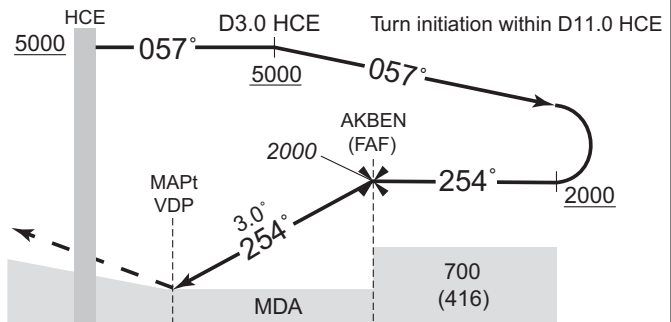 HCE
5000
057°
D3.0 HCE
5000
Turn initiation within D11.0 HCE
057°
AKBEN
(FAF)
2000
254°
2000
MAPt
VDP
3.0°
254°
MDA
700
(416)